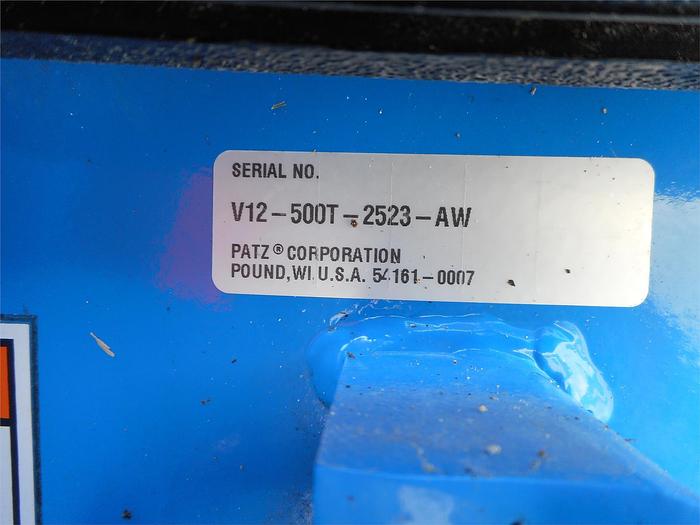 SERIAL NO.
V12-500T-2523-AW
PATZ® CORPORATION
POUND, WI U.S.A. 54161-0007